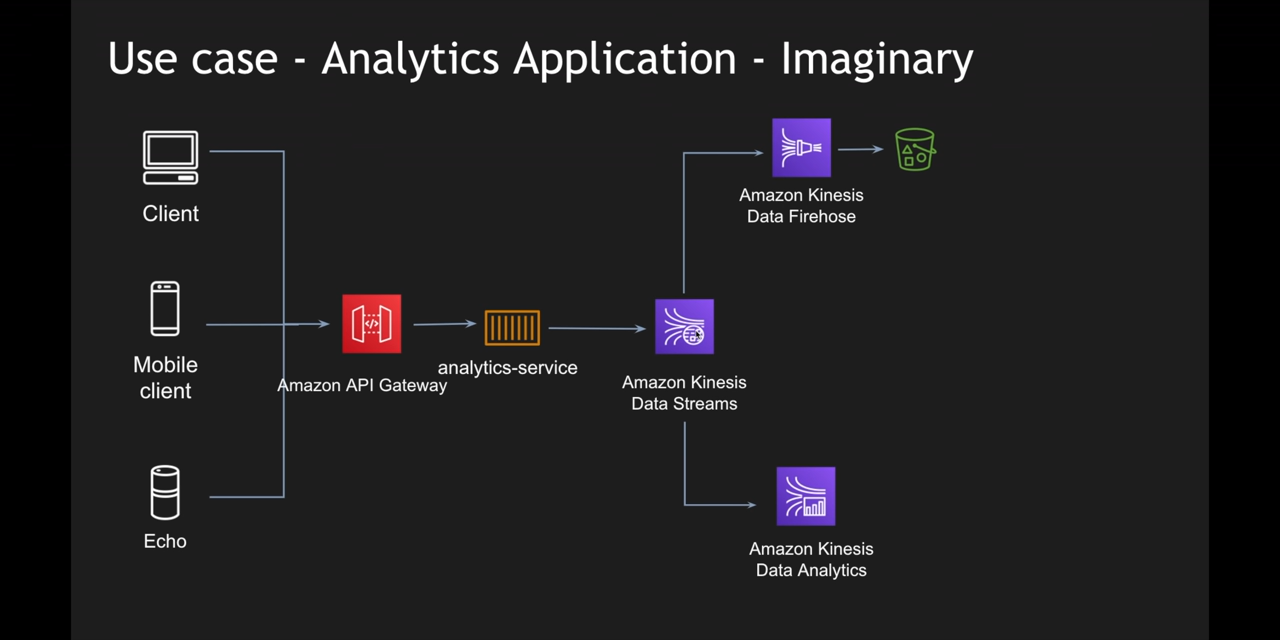 Use case - Analytics Application - Imaginary
Client
Mobile
client
Echo
Amazon API Gateway
analytics-service
Amazon Kinesis
Data Streams
Amazon Kinesis
Data Firehose
Amazon Kinesis
Data Analytics